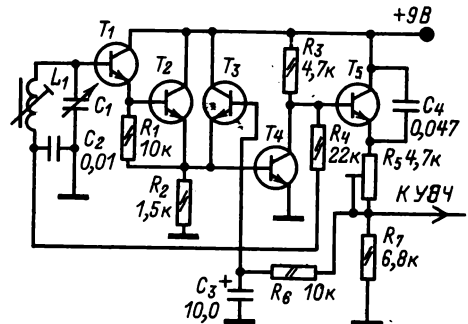 +9В
T1
T2
T3
R3
4,7к
T5
L1
C1
C4
0,047
R1
10к
T4
R4
22к
C2
0,01
R5 4,7к
R2
1,5к
К УВЧ
C3 +
10,0
R6 10к
R7
6,8к